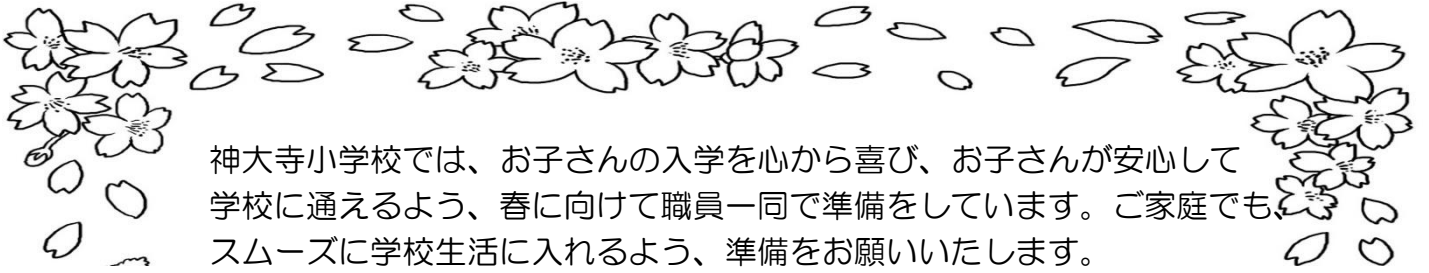 神大寺小学校では、お子さんの入学を心から喜び、お子さんが安心して
学校に通えるよう、春に向けて職員一同で準備をしています。ご家庭でも、
スムーズに学校生活に入れるよう、準備をお願いいたします。